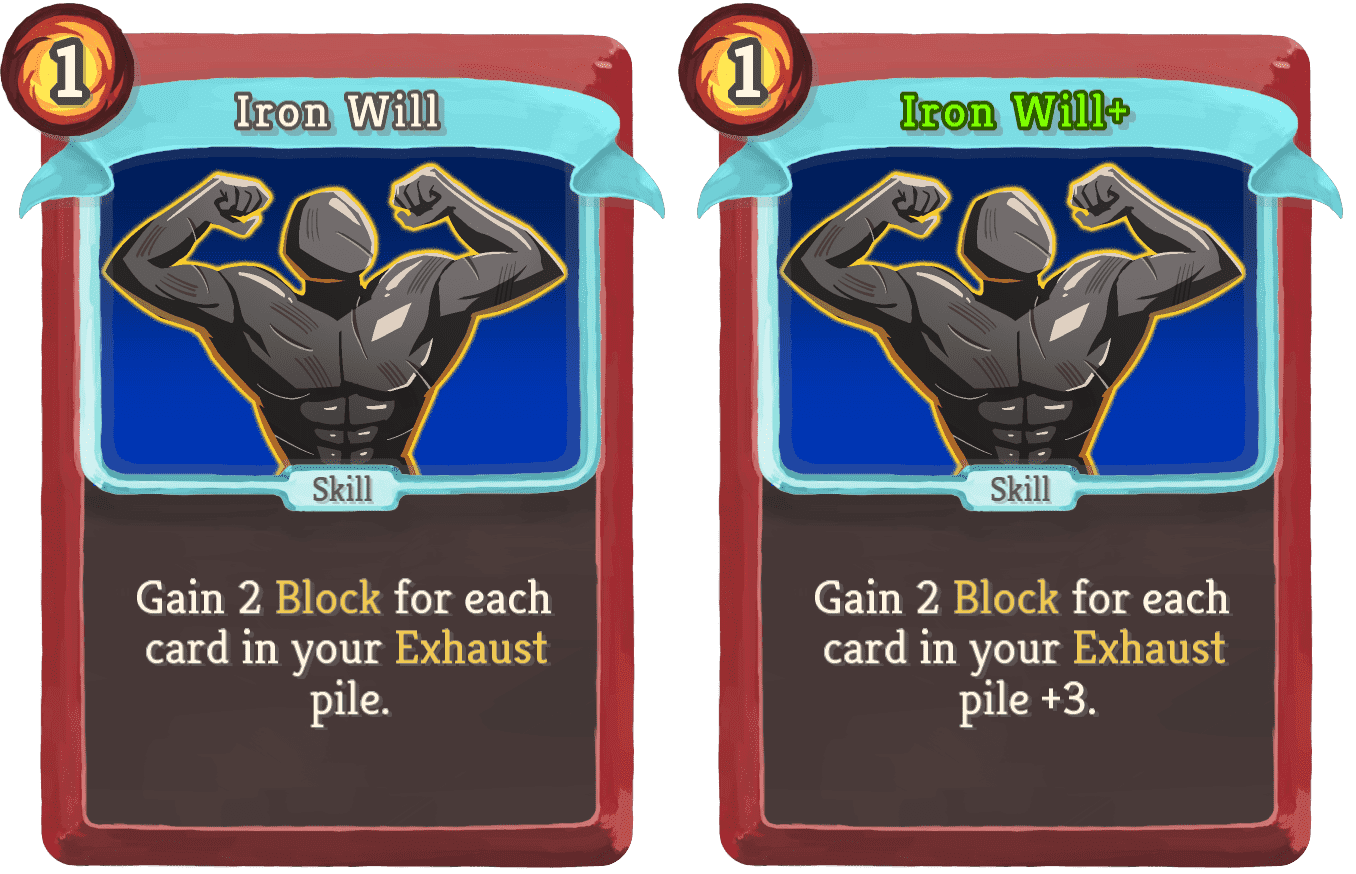 1
Iron Will
Skill
Gain 2 Block for each
card in your Exhaust
pile.
1
Iron Will+
Skill
Gain 2 Block for each
card in your Exhaust
pile +3.